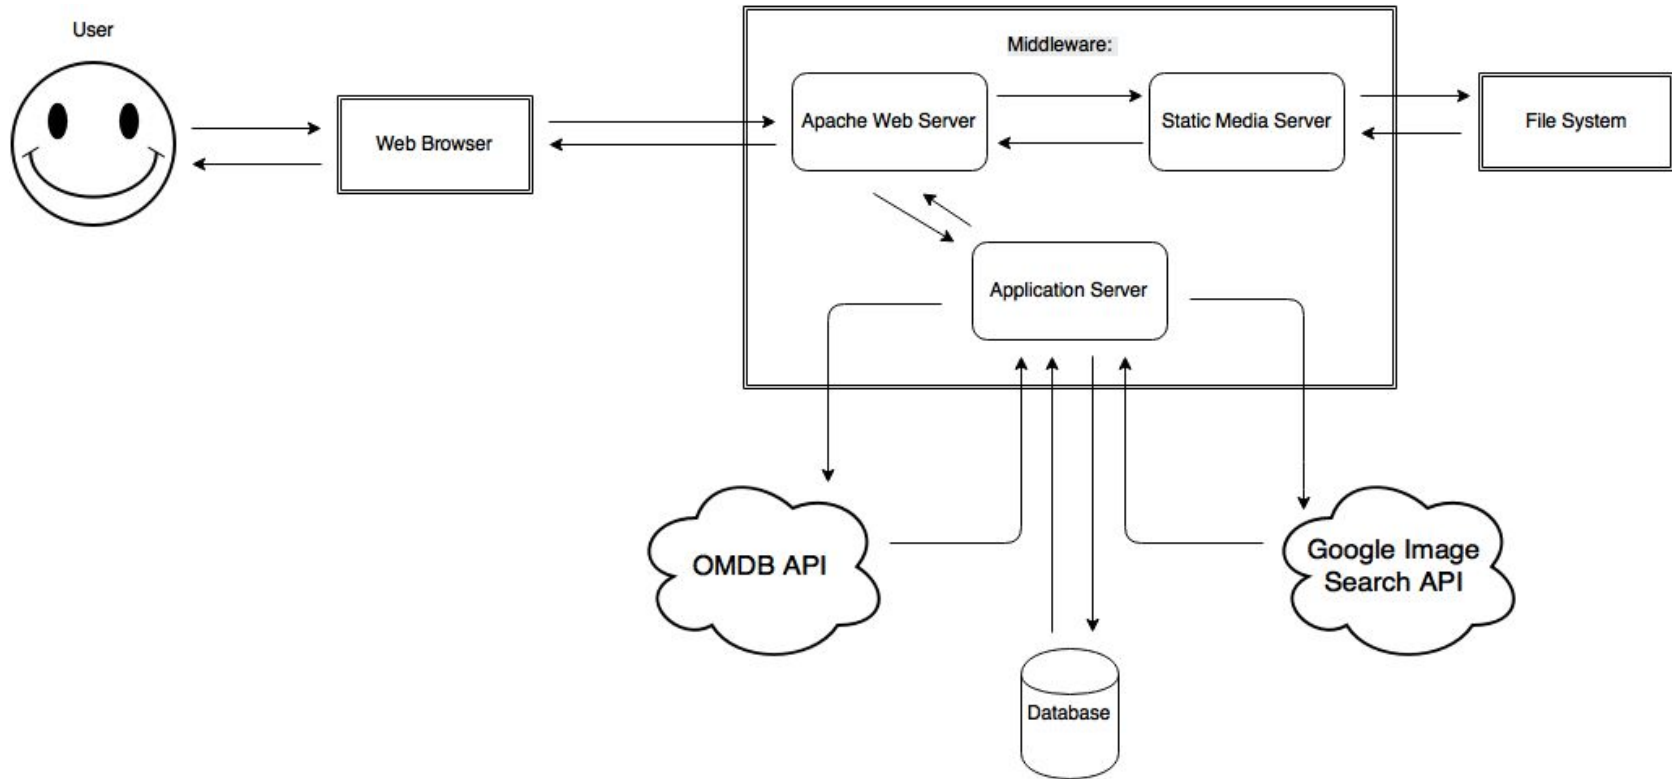 User
Middleware:
Web Browser
Apache Web Server
Static Media Server
File System
Application Server
OMDB API
Google Image
Search API
Database